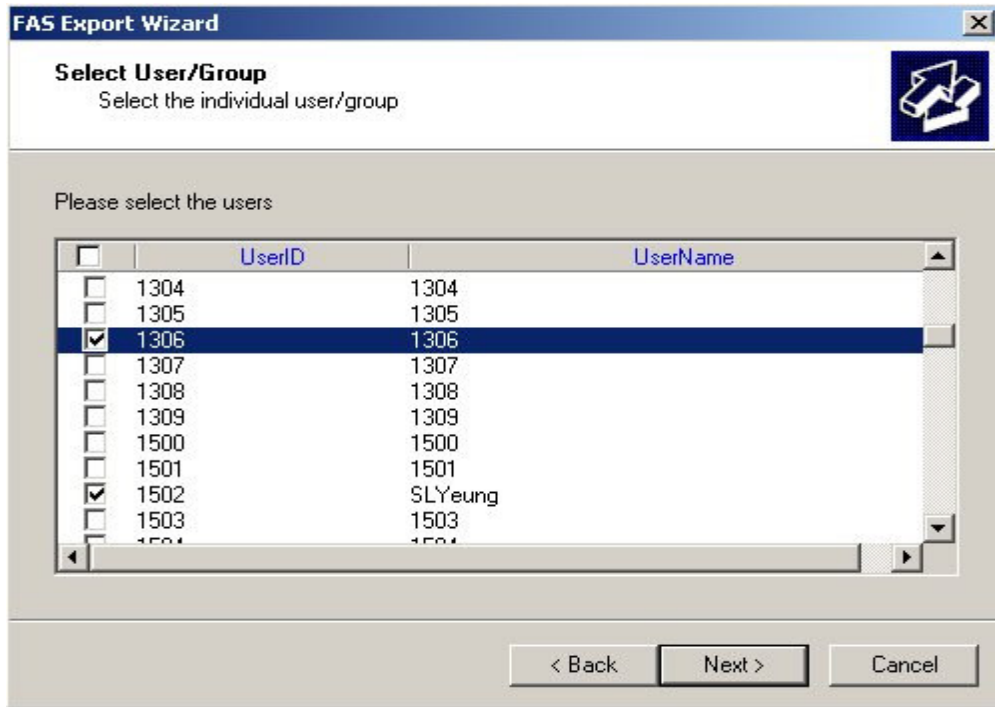 FAS Export Wizard
Select User/Group
Select the individual user/group
Please select the users
UserID UserName
1304 1304
1305 1305
1306 1306
1307 1307
1308 1308
1309 1309
1500 1500
1501 1501
1502 SLYeung
1503 1503
< Back Next > Cancel